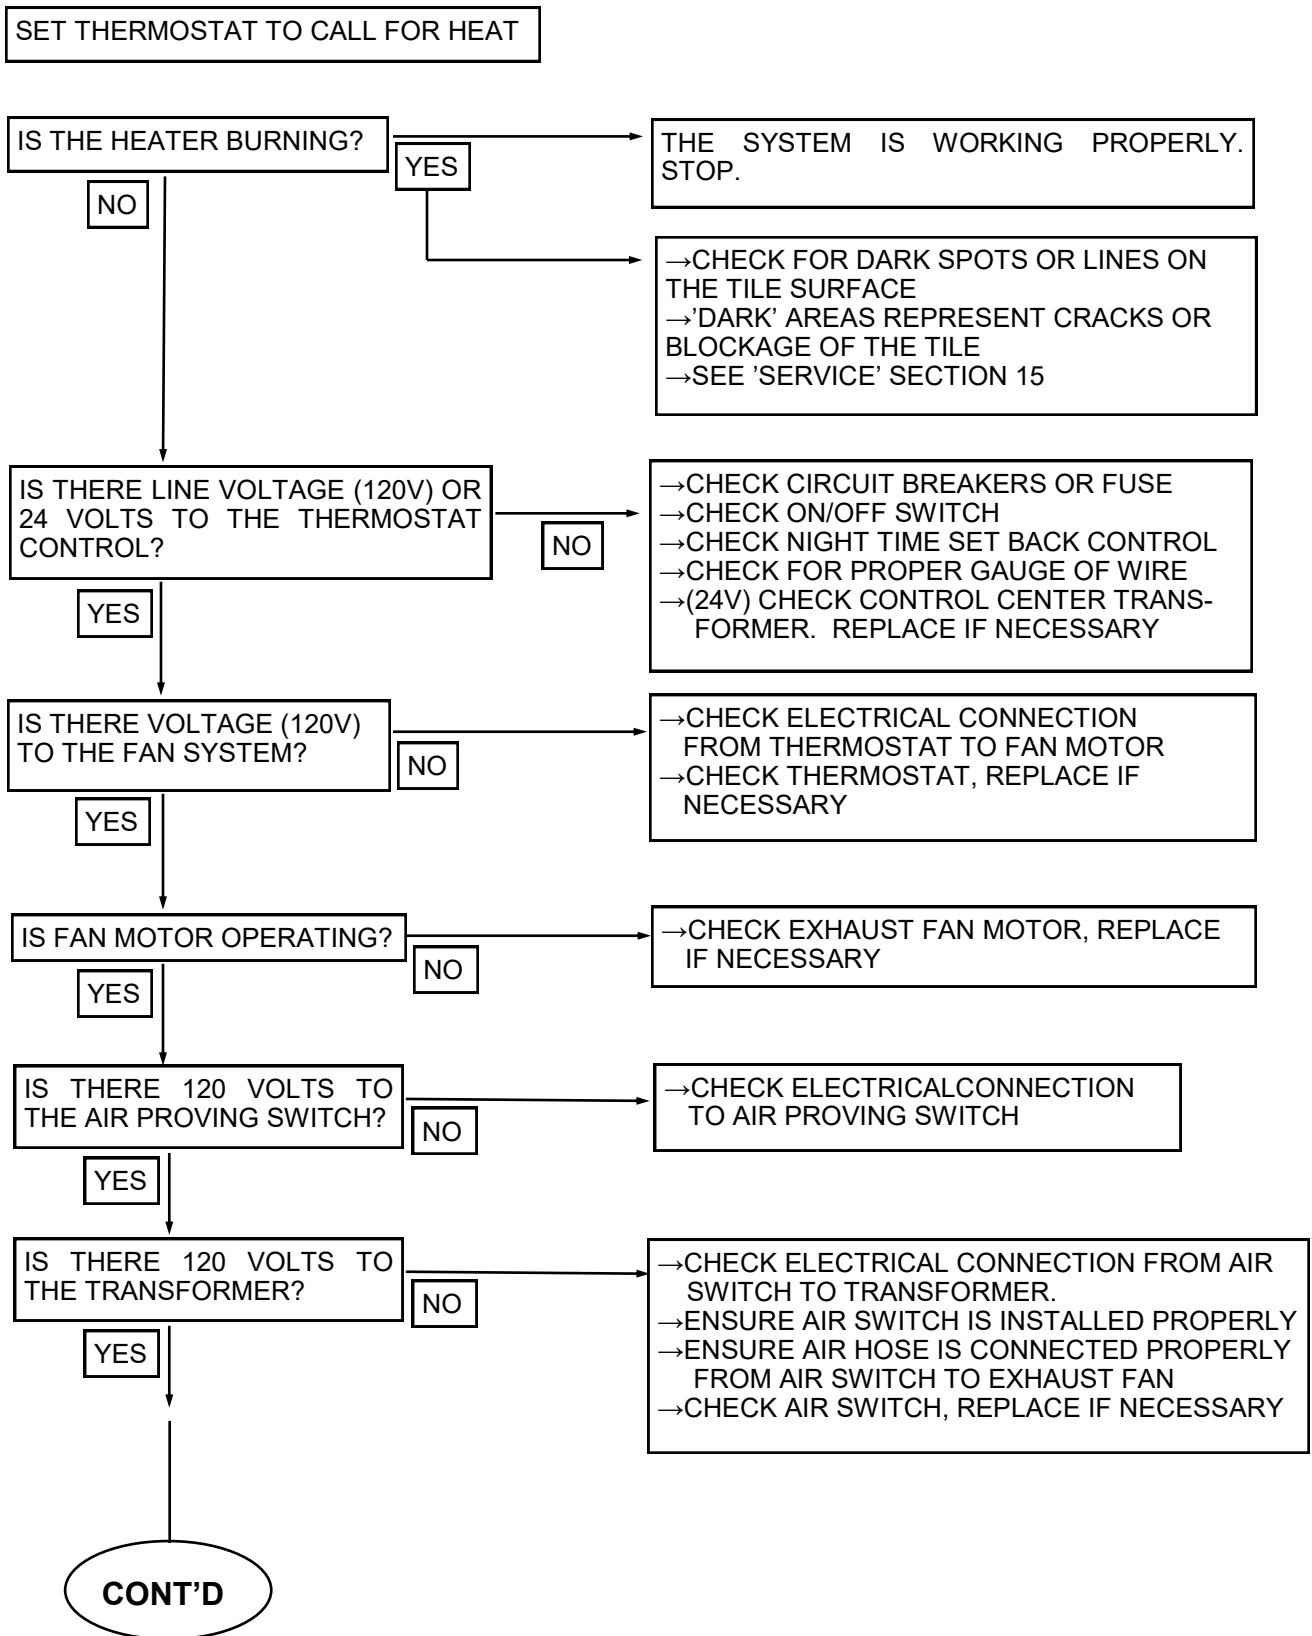 SET THERMOSTAT TO CALL FOR HEAT
IS THE HEATER BURNING?
YES
NO
THE SYSTEM IS WORKING PROPERLY.
STOP.
→CHECK FOR DARK SPOTS OR LINES ON
THE TILE SURFACE
→’DARK’ AREAS REPRESENT CRACKS OR
BLOCKAGE OF THE TILE
→SEE ’SERVICE’ SECTION 15
IS THERE LINE VOLTAGE (120V) OR
24 VOLTS TO THE THERMOSTAT
CONTROL?
NO
YES
→CHECK CIRCUIT BREAKERS OR FUSE
→CHECK ON/OFF SWITCH
→CHECK NIGHT TIME SET BACK CONTROL
→CHECK FOR PROPER GAUGE OF WIRE
→(24V) CHECK CONTROL CENTER TRANS-
FORMER. REPLACE IF NECESSARY
IS THERE VOLTAGE (120V)
TO THE FAN SYSTEM?
NO
YES
→CHECK ELECTRICAL CONNECTION
FROM THERMOSTAT TO FAN MOTOR
→CHECK THERMOSTAT, REPLACE IF
NECESSARY
IS FAN MOTOR OPERATING?
NO
YES
→CHECK EXHAUST FAN MOTOR, REPLACE
IF NECESSARY
IS THERE 120 VOLTS TO
THE AIR PROVING SWITCH?
NO
YES
→CHECK ELECTRICALCONNECTION
TO AIR PROVING SWITCH
IS THERE 120 VOLTS TO
THE TRANSFORMER?
NO
YES
→CHECK ELECTRICAL CONNECTION FROM AIR
SWITCH TO TRANSFORMER.
→ENSURE AIR SWITCH IS INSTALLED PROPERLY
→ENSURE AIR HOSE IS CONNECTED PROPERLY
FROM AIR SWITCH TO EXHAUST FAN
→CHECK AIR SWITCH, REPLACE IF NECESSARY
CONT’D